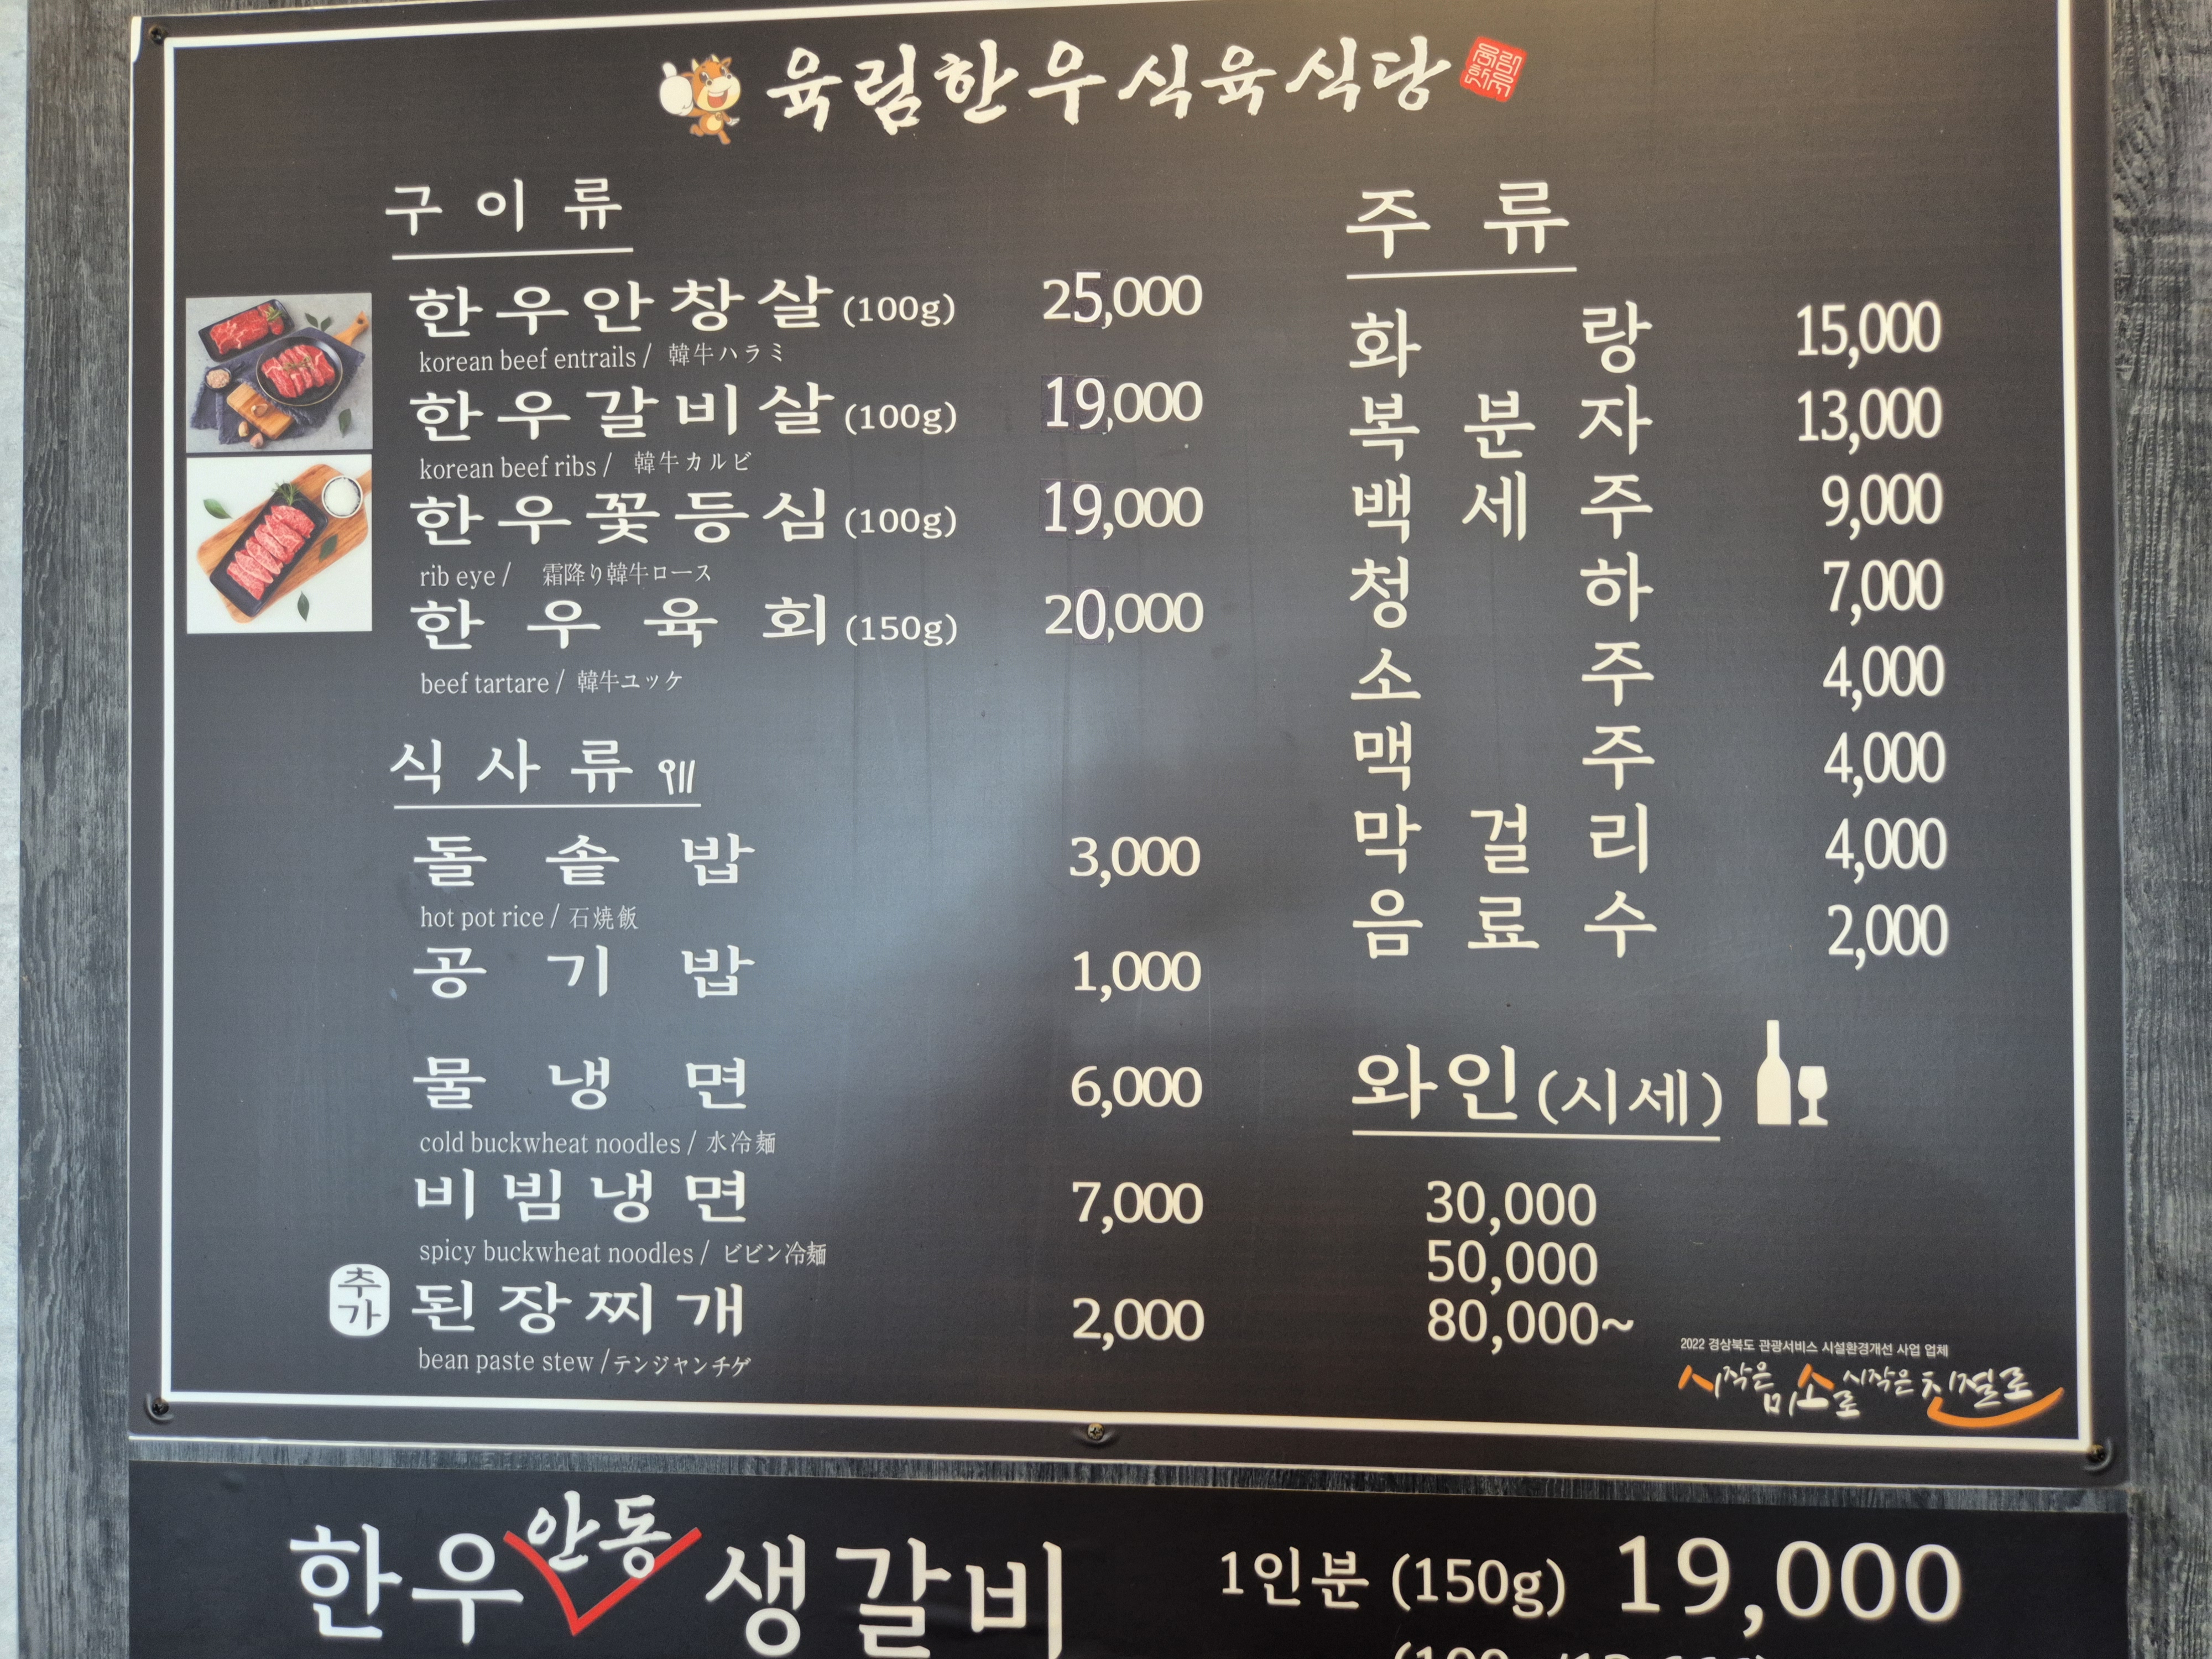 육림한우식육식당
구이류
한우안창살(100g) 25,000
korean beef entrails / 韓牛ハラミ
한우갈비살(100g) 19,000
korean beef ribs / 韓牛カルビ
한우꽃등심(100g) 19,000
rib eye / 霜降り韓牛ロース
한우육회(150g) 20,000
beef tartare / 韓牛ユッケ
식사류
돌솥밥 3,000
hot pot rice / 石焼飯
공기밥 1,000
물냉면 6,000
cold buckwheat noodles / 水冷麺
비빔냉면 7,000
spicy buckwheat noodles / ビビン冷麺
추가 된장찌개 2,000
bean paste stew / テンジャンチゲ
주류
화랑 15,000
복분자 13,000
백세주 9,000
청하 7,000
소주 4,000
맥주 4,000
막걸리 4,000
음료수 2,000
와인(시세)
30,000
50,000
80,000~
2022 경상북도 관광서비스 시설환경개선 사업 업체
시작은 미소로 시작은 친절로
안동
한우 생갈비 1인분 (150g) 19,000